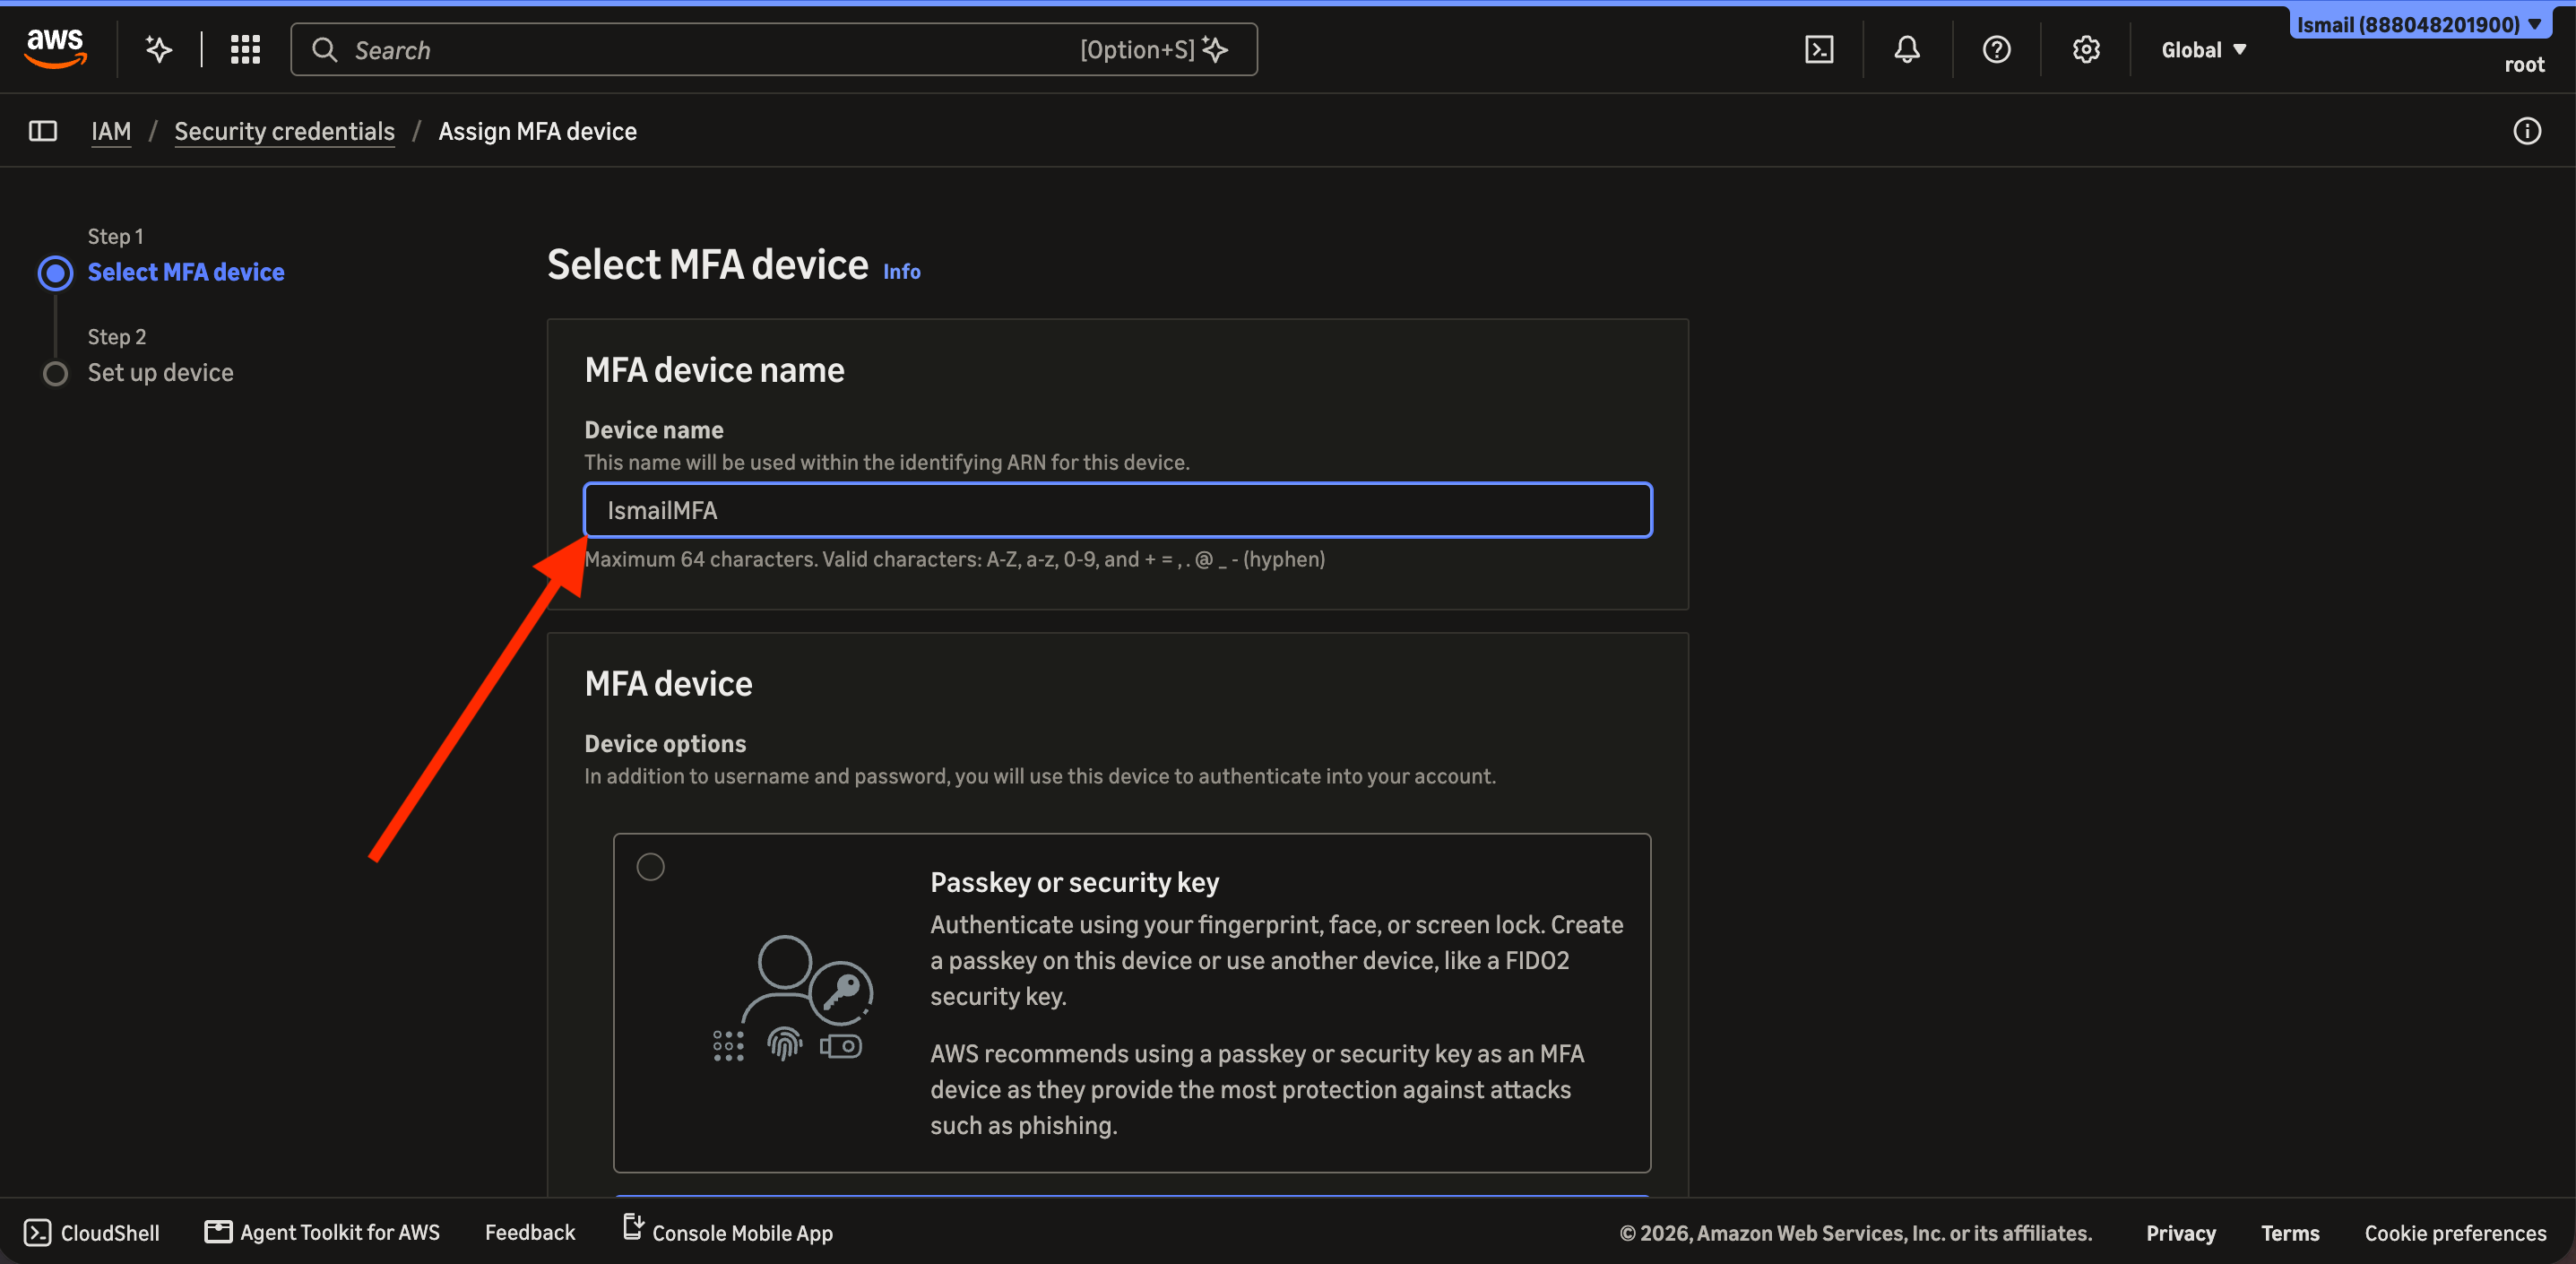 aws
Search
[Option+S]
Global
Ismail (888048201900)
root
IAM / Security credentials / Assign MFA device
Step 1
Select MFA device
Step 2
Set up device
Select MFA device Info
MFA device name
Device name
This name will be used within the identifying ARN for this device.
IsmailMFA
Maximum 64 characters. Valid characters: A-Z, a-z, 0-9, and + = , . @ _ - (hyphen)
MFA device
Device options
In addition to username and password, you will use this device to authenticate into your account.
Passkey or security key
Authenticate using your fingerprint, face, or screen lock. Create
a passkey on this device or use another device, like a FIDO2
security key.
AWS recommends using a passkey or security key as an MFA
device as they provide the most protection against attacks
such as phishing.
CloudShell
Agent Toolkit for AWS
Feedback
Console Mobile App
© 2026, Amazon Web Services, Inc. or its affiliates.
Privacy
Terms
Cookie preferences